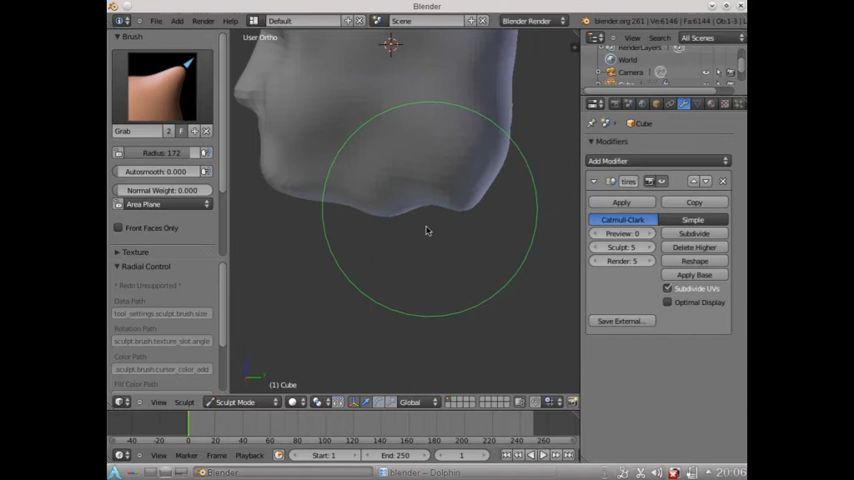 Blender
File Add Render Help Default Scene Blender Render blender.org 261 | Ve:6146 | Fa:6144 | Ob:1-3 |
Brush
User Ortho
View Search All Scenes
RenderLayers
World
Camera
Grab 2 F
Radius: 172
Autosmooth: 0.000
Normal Weight: 0.000
Area Plane
Front Faces Only
Texture
Radial Control
* Redo Unsupported *
Data Path
tool_settings.sculpt.brush.size
Rotation Path
sculpt.brush.texture_slot.angle
Color Path
.sculpt.brush.cursor_color_add
Fill Color Path
Cube
Modifiers
Add Modifier
tires
Apply Copy
Catmull-Clark Simple
Preview: 0 Subdivide
Sculpt: 5 Delete Higher
Render: 5 Reshape
Apply Base
Subdivide UVs
Optimal Display
Save External...
(1) Cube
View Sculpt Sculpt Mode Global
-40 -20 0 20 40 60 80 100 120 140 160 180 200 220 240 260
View Marker Frame Playback Start: 1 End: 250 1
Blender blender – Dolphin 20:06